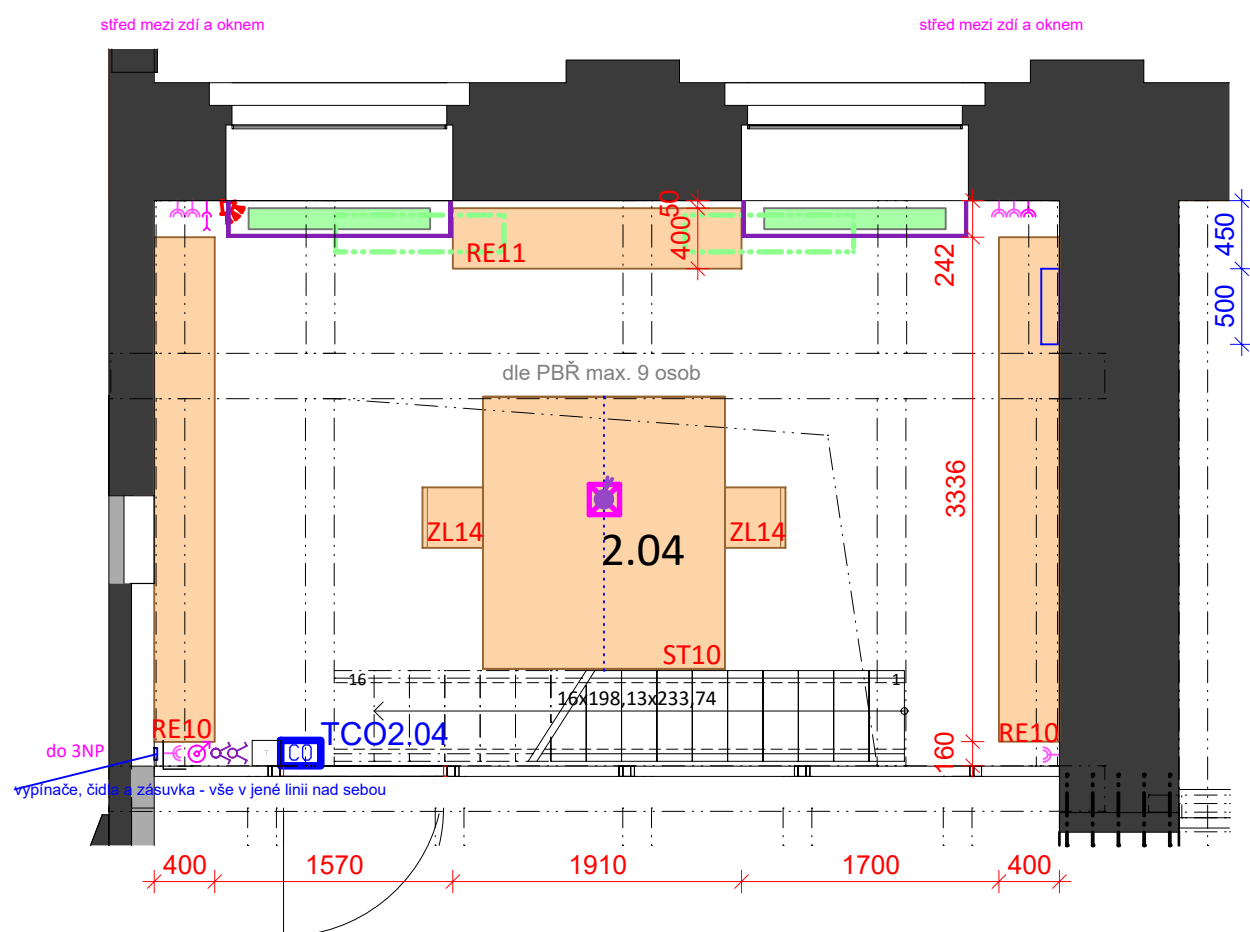 střed mezi zdí a oknem
střed mezi zdí a oknem
50
400
RE11
242
450
500
dle PBŘ max. 9 osob
3336
ZL14
ZL14
2.04
ST10
16
1
16x198,13x233,74
RE10
TCO2.04
RE10
do 3NP
CO
160
vypínače, čidla a zásuvka - vše v jené linii nad sebou
400
1570
1910
1700
400